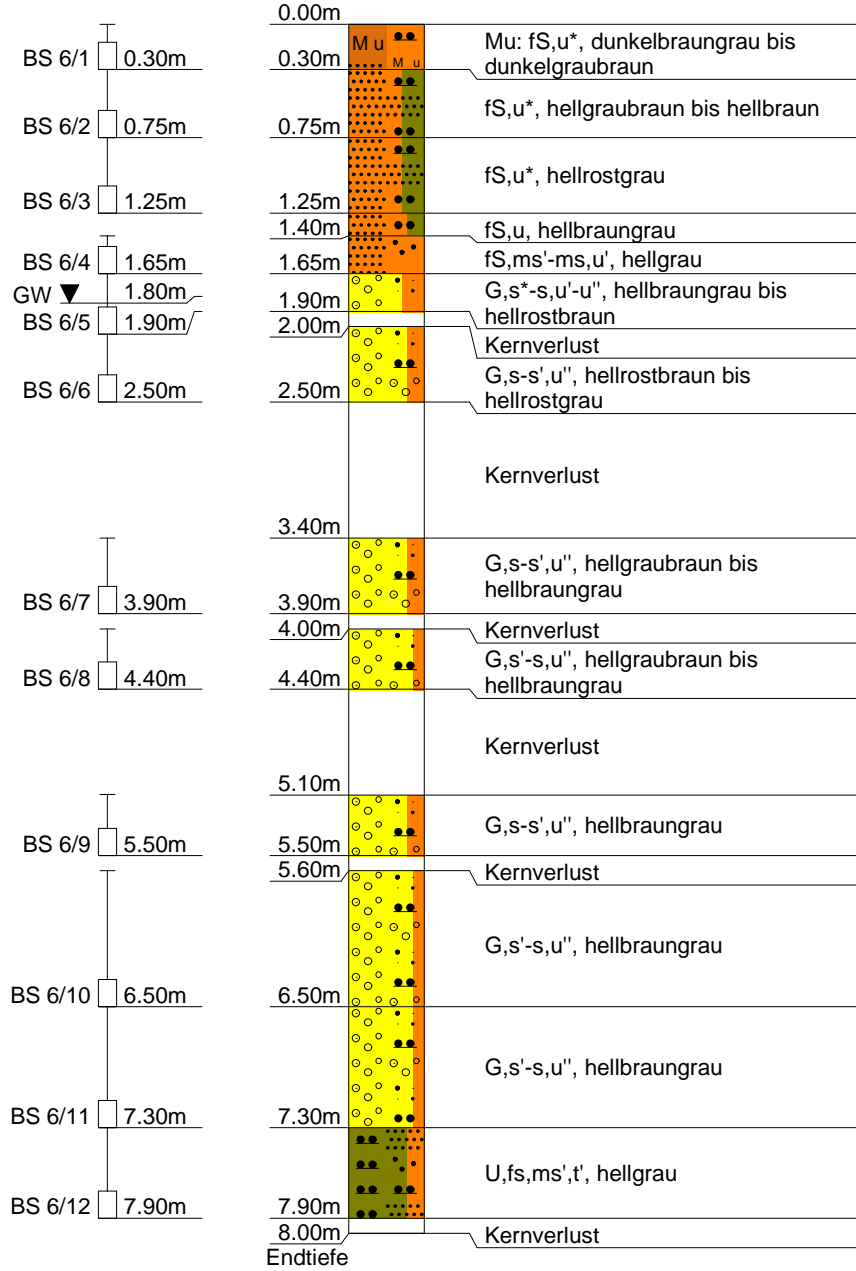 0.00m
BS 6/1 0.30m 0.30m M u M u Mu: fS,u*, dunkelbraungrau bis
dunkelgraubraun
BS 6/2 0.75m 0.75m fS,u*, hellgraubraun bis hellbraun
BS 6/3 1.25m 1.25m fS,u*, hellrostgrau
1.40m fS,u, hellbraungrau
BS 6/4 1.65m 1.65m fS,ms'-ms,u', hellgrau
GW 1.80m
BS 6/5 1.90m 1.90m G,s*-s,u'-u'', hellbraungrau bis
hellrostbraun
2.00m Kernverlust
BS 6/6 2.50m 2.50m G,s-s',u'', hellrostbraun bis
hellrostgrau
Kernverlust
3.40m
BS 6/7 3.90m 3.90m G,s-s',u'', hellgraubraun bis
hellbraungrau
4.00m Kernverlust
BS 6/8 4.40m 4.40m G,s'-s,u'', hellgraubraun bis
hellbraungrau
Kernverlust
5.10m
BS 6/9 5.50m 5.50m G,s-s',u'', hellbraungrau
5.60m Kernverlust
BS 6/10 6.50m 6.50m G,s'-s,u'', hellbraungrau
BS 6/11 7.30m 7.30m G,s'-s,u'', hellbraungrau
BS 6/12 7.90m 7.90m U,fs,ms',t', hellgrau
8.00m Kernverlust
Endtiefe